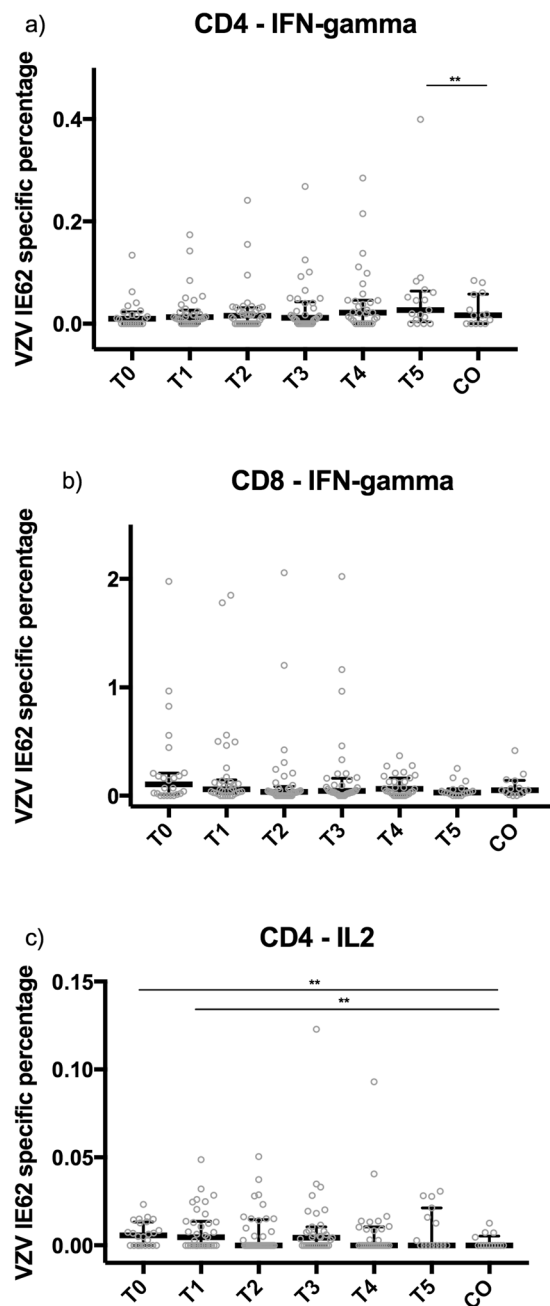 a)
CD4 - IFN-gamma
VZV IE62 specific percentage
0.4
0.2
0.0
**
T0 T1 T2 T3 T4 T5 CO
b)
CD8 - IFN-gamma
VZV IE62 specific percentage
2
1
0
T0 T1 T2 T3 T4 T5 CO
c)
CD4 - IL2
VZV IE62 specific percentage
0.15
0.10
0.05
0.00
**
**
T0 T1 T2 T3 T4 T5 CO